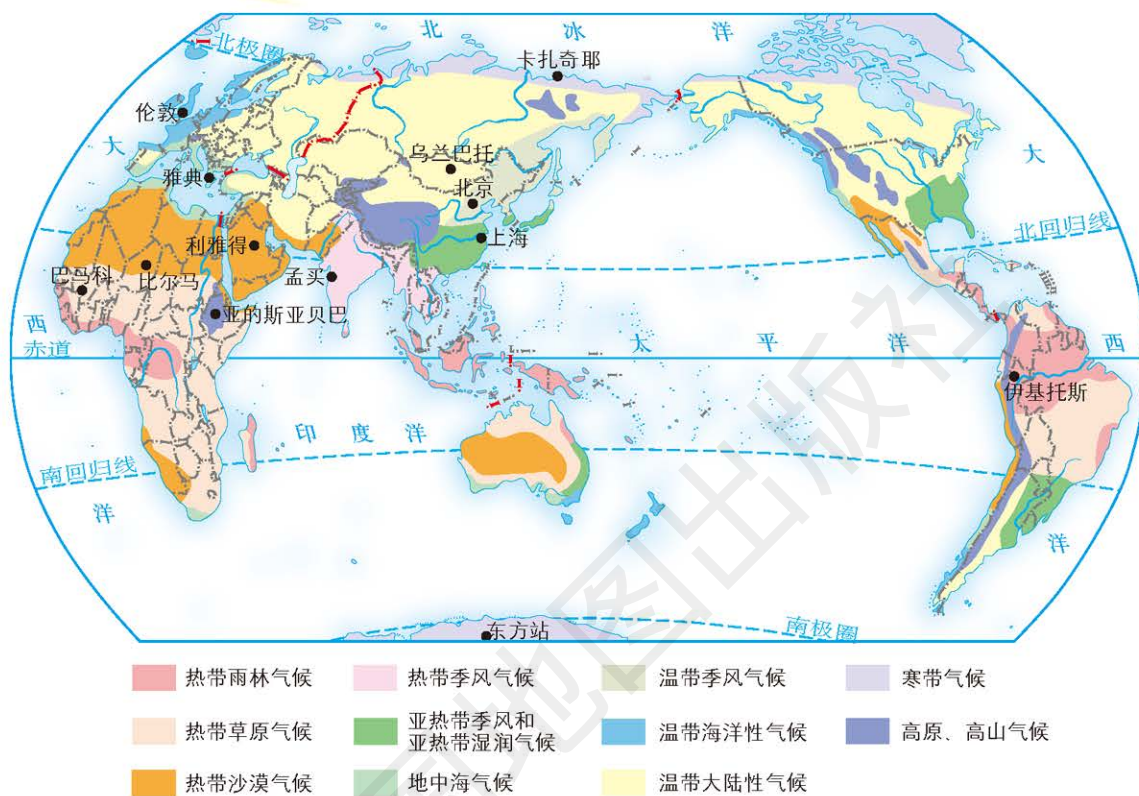 北冰洋
北极圈
卡扎奇耶
伦敦
大
大
乌兰巴托
雅典
北京
上海
北回归线
利雅得
巴马科
比尔马
孟买
亚的斯亚贝巴
西
赤道
太平洋
西
伊基托斯
印度洋
南回归线
洋
洋
东方站
南极圈
热带雨林气候
热带季风气候
温带季风气候
寒带气候
热带草原气候
亚热带季风和
亚热带湿润气候
温带海洋性气候
高原、高山气候
热带沙漠气候
地中海气候
温带大陆性气候
地图出版社